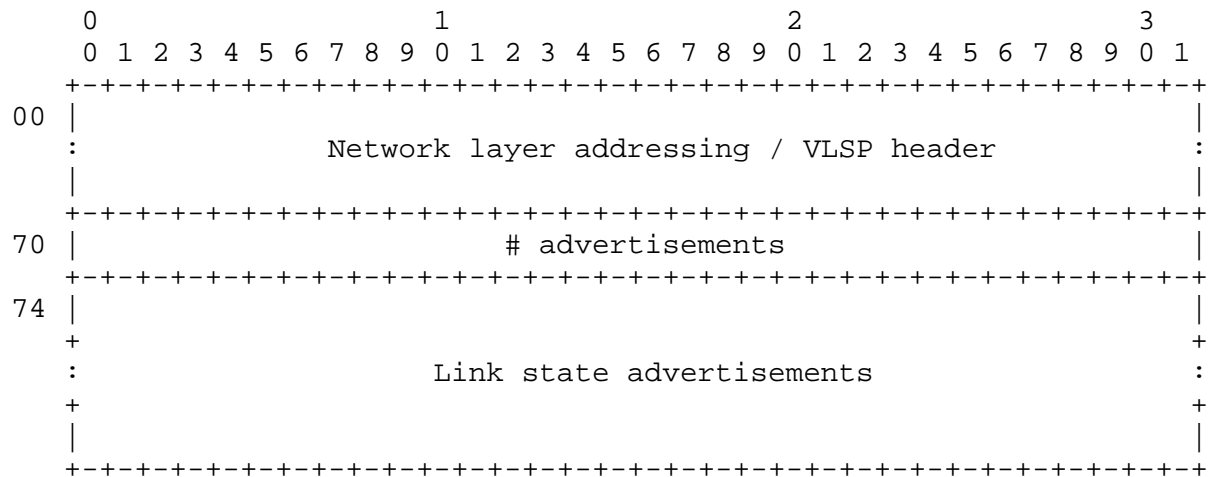 0                   1                   2                   3
0 1 2 3 4 5 6 7 8 9 0 1 2 3 4 5 6 7 8 9 0 1 2 3 4 5 6 7 8 9 0 1
+-+-+-+-+-+-+-+-+-+-+-+-+-+-+-+-+-+-+-+-+-+-+-+-+-+-+-+-+-+-+-+-+
00 |                                                               |
:              Network layer addressing / VLSP header           :
|                                                               |
+-+-+-+-+-+-+-+-+-+-+-+-+-+-+-+-+-+-+-+-+-+-+-+-+-+-+-+-+-+-+-+-+
70 |                        # advertisements                       |
+-+-+-+-+-+-+-+-+-+-+-+-+-+-+-+-+-+-+-+-+-+-+-+-+-+-+-+-+-+-+-+-+
74 |                                                               |
+                                                               +
:                    Link state advertisements                  :
+                                                               +
|                                                               |
+-+-+-+-+-+-+-+-+-+-+-+-+-+-+-+-+-+-+-+-+-+-+-+-+-+-+-+-+-+-+-+-+